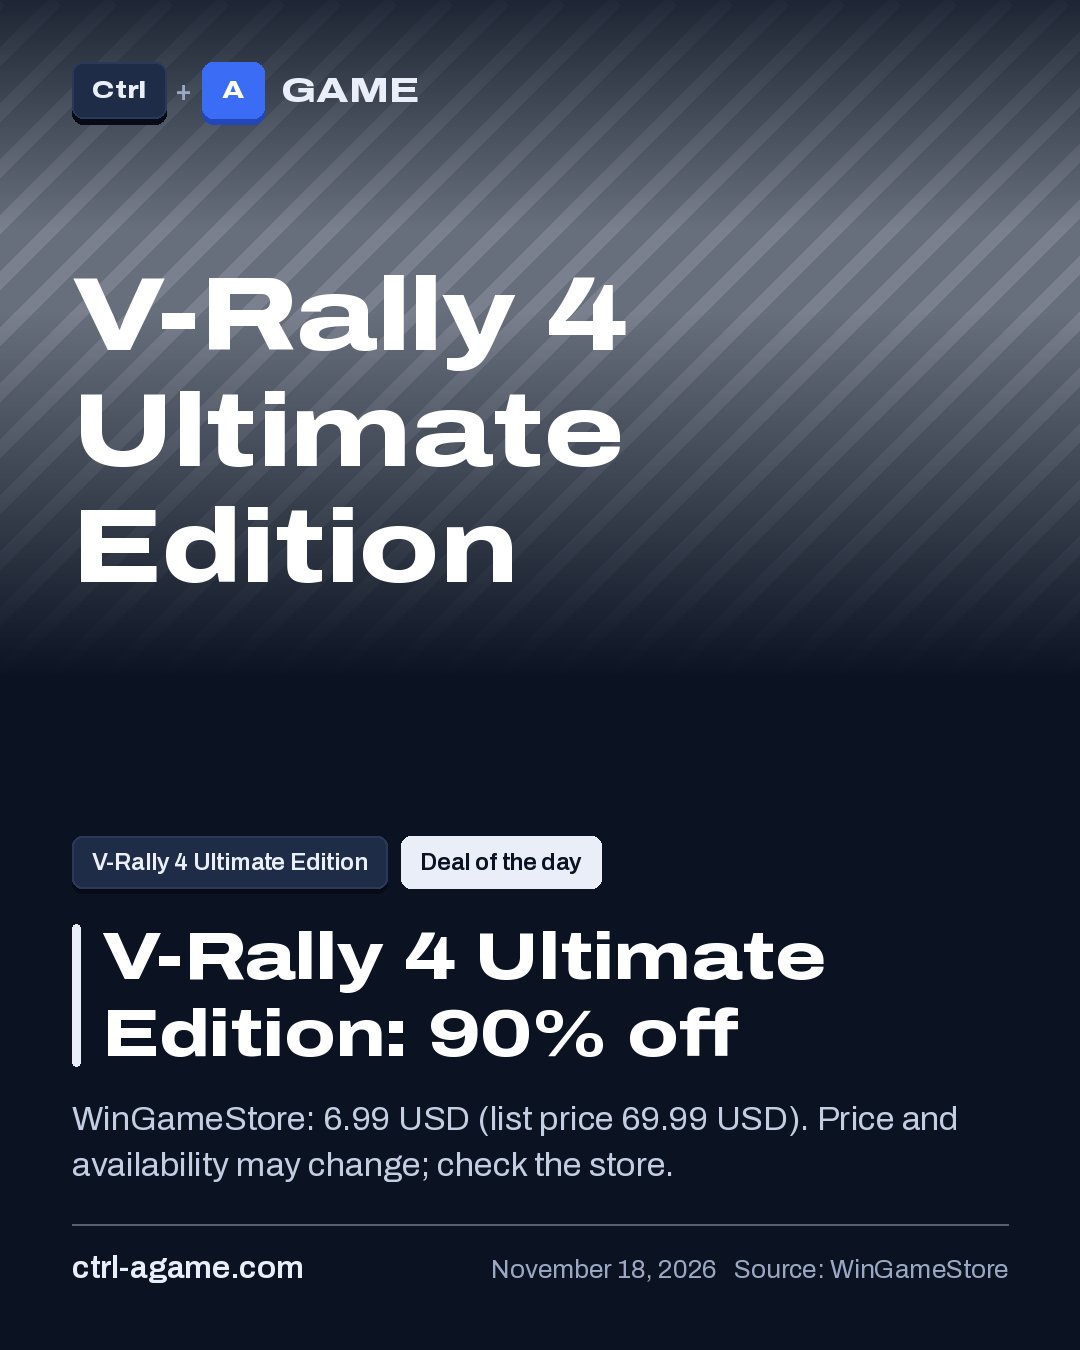 Ctrl + A GAME
V-Rally 4
Ultimate
Edition
V-Rally 4 Ultimate Edition Deal of the day
V-Rally 4 Ultimate
Edition: 90% off
WinGameStore: 6.99 USD (list price 69.99 USD). Price and
availability may change; check the store.
ctrl-agame.com November 18, 2026 Source: WinGameStore